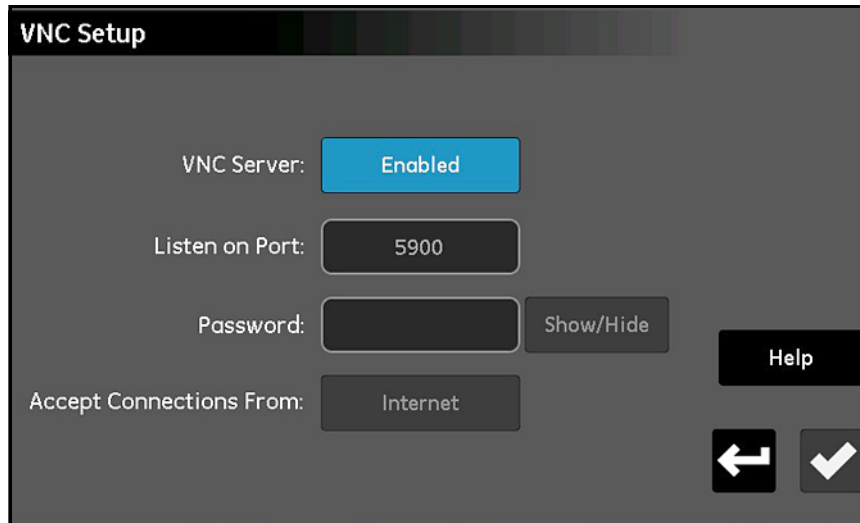 VNC Setup
VNC Server: Enabled
Listen on Port: 5900
Password: Show/Hide
Help
Accept Connections From: Internet